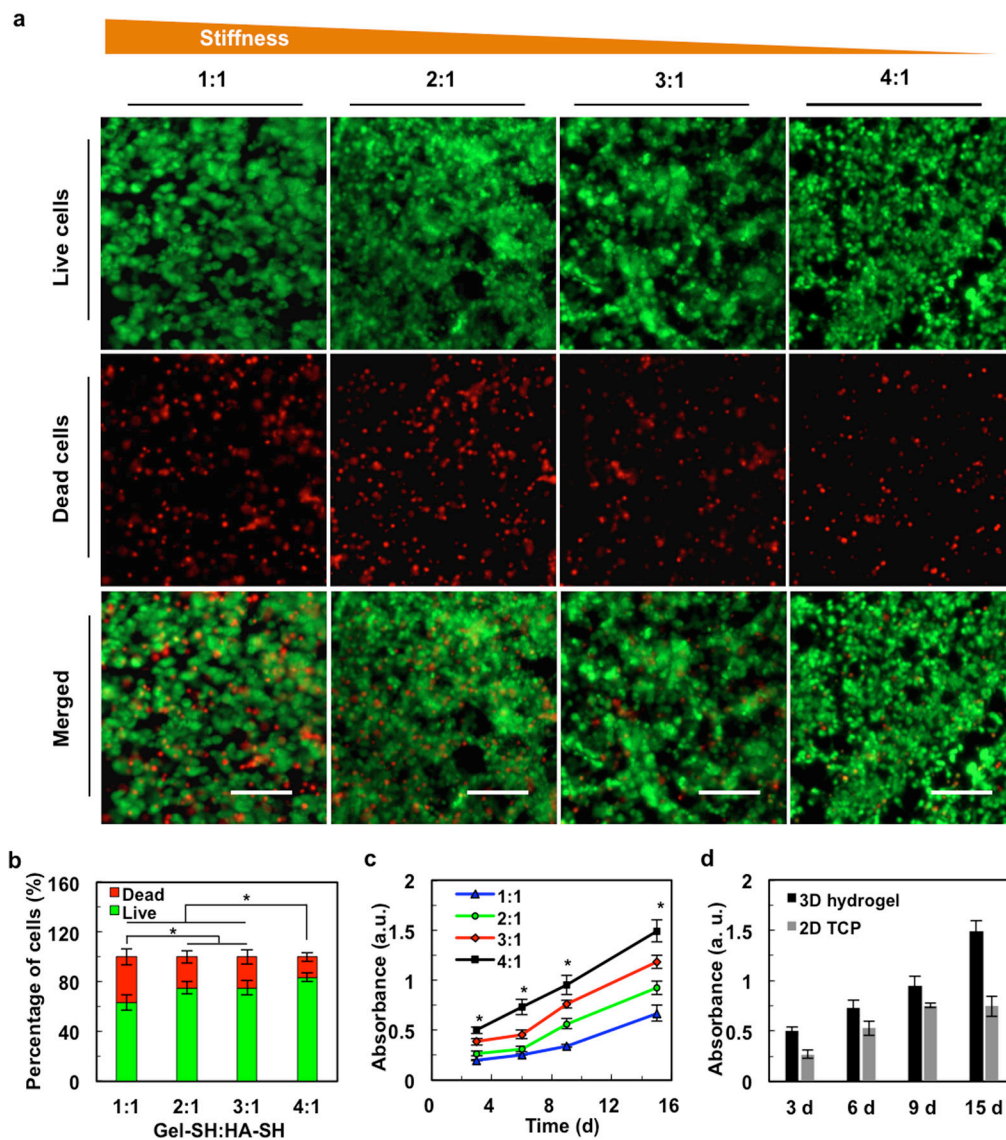 a
Stiffness
1:1 2:1 3:1 4:1
Live cells
Dead cells
Merged
b
Percentage of cells (%)
160
120
80
40
0
Dead
Live
*
*
1:1 2:1 3:1 4:1
Gel-SH:HA-SH
c
Absorbance (a.u.)
2
1.5
1
0.5
0
1:1
2:1
3:1
4:1
* * * *
0 4 8 12 16
Time (d)
d
Absorbance (a. u.)
2
1.5
1
0.5
0
3D hydrogel
2D TCP
3 d 6 d 9 d 15 d